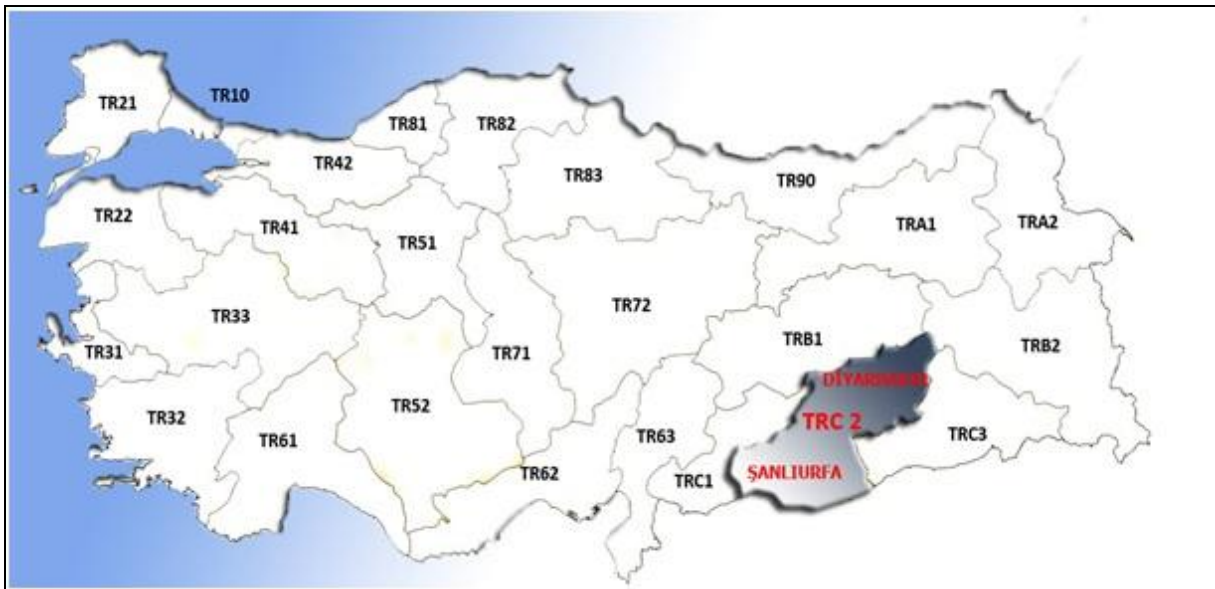 TR10
TR21
TR81
TR82
TR42
TR83
TR90
TR22
TR41
TR51
TRA1
TRA2
TR33
TR72
TRB1
TRB2
TR31
TR71
DİYARBAKIR
TR52
TR32
TRC 2
TR61
TR63
TRC3
TR62
ŞANLIURFA
TRC1